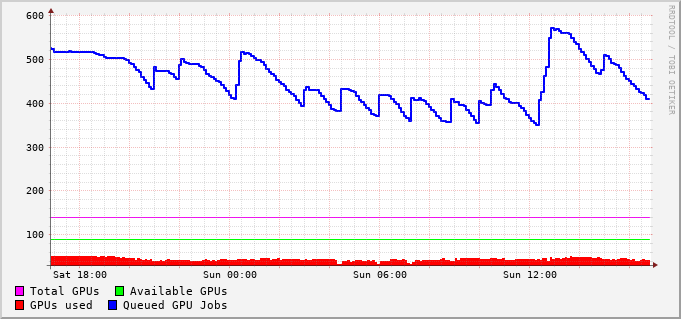 600
500
400
300
200
100
Sat 18:00 Sun 00:00 Sun 06:00 Sun 12:00
Total GPUs Available GPUs
GPUs used Queued GPU Jobs
RRDTOOL / TOBI OETIKER